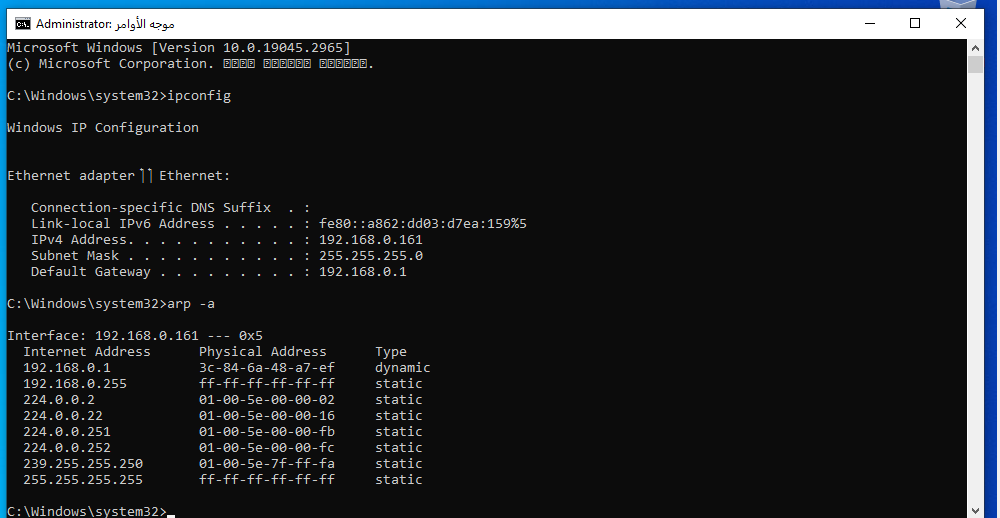 Administrator: موجه الأوامر
Microsoft Windows [Version 10.0.19045.2965]
(c) Microsoft Corporation.
C:\Windows\system32>ipconfig
Windows IP Configuration
Ethernet adapter Ethernet:
Connection-specific DNS Suffix . :
Link-local IPv6 Address . . . . . : fe80::a862:dd03:d7ea:159%5
IPv4 Address. . . . . . . . . . . : 192.168.0.161
Subnet Mask . . . . . . . . . . . : 255.255.255.0
Default Gateway . . . . . . . . . : 192.168.0.1
C:\Windows\system32>arp -a
Interface: 192.168.0.161 --- 0x5
Internet Address Physical Address Type
192.168.0.1 3c-84-6a-48-a7-ef dynamic
192.168.0.255 ff-ff-ff-ff-ff-ff static
224.0.0.2 01-00-5e-00-00-02 static
224.0.0.22 01-00-5e-00-00-16 static
224.0.0.251 01-00-5e-00-00-fb static
224.0.0.252 01-00-5e-00-00-fc static
239.255.255.250 01-00-5e-7f-ff-fa static
255.255.255.255 ff-ff-ff-ff-ff-ff static
C:\Windows\system32>